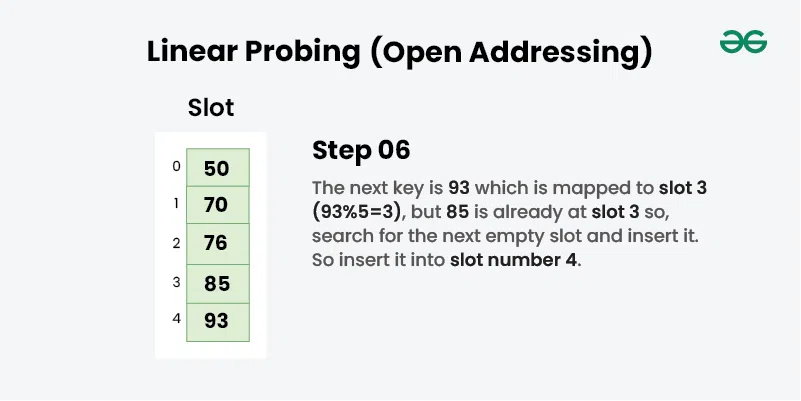 Linear Probing (Open Addressing)
Slot
0 50
1 70
2 76
3 85
4 93
Step 06
The next key is 93 which is mapped to slot 3
(93%5=3), but 85 is already at slot 3 so,
search for the next empty slot and insert it.
So insert it into slot number 4.